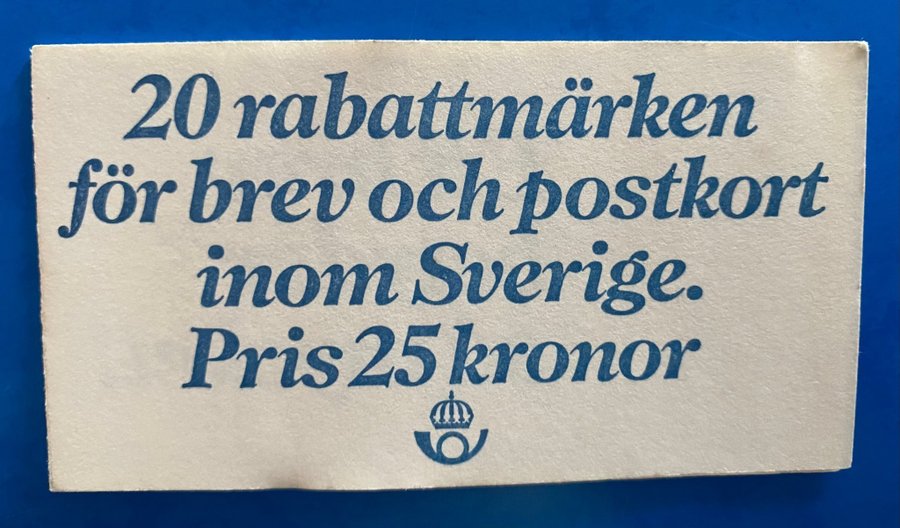 20 rabattmärken
för brev och postkort
inom Sverige.
Pris 25 kronor